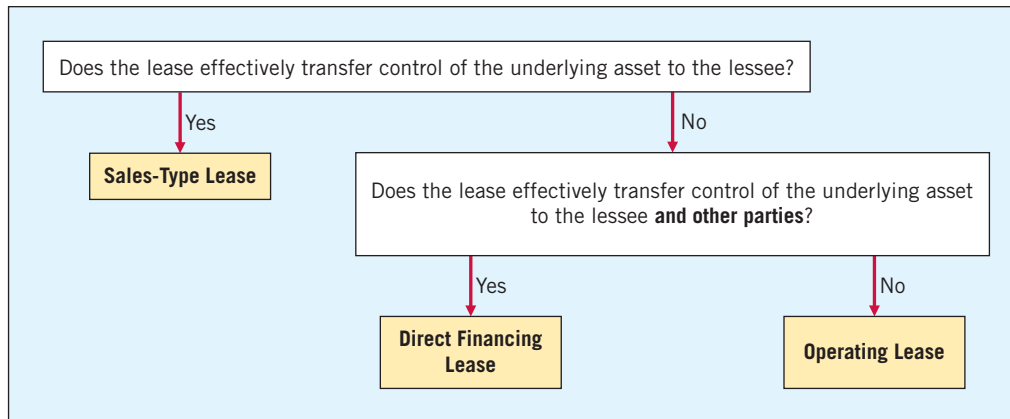 Does the lease effectively transfer control of the underlying asset to the lessee?
Yes
No
Sales-Type Lease
Does the lease effectively transfer control of the underlying asset
to the lessee and other parties?
Yes
No
Direct Financing
Lease
Operating Lease